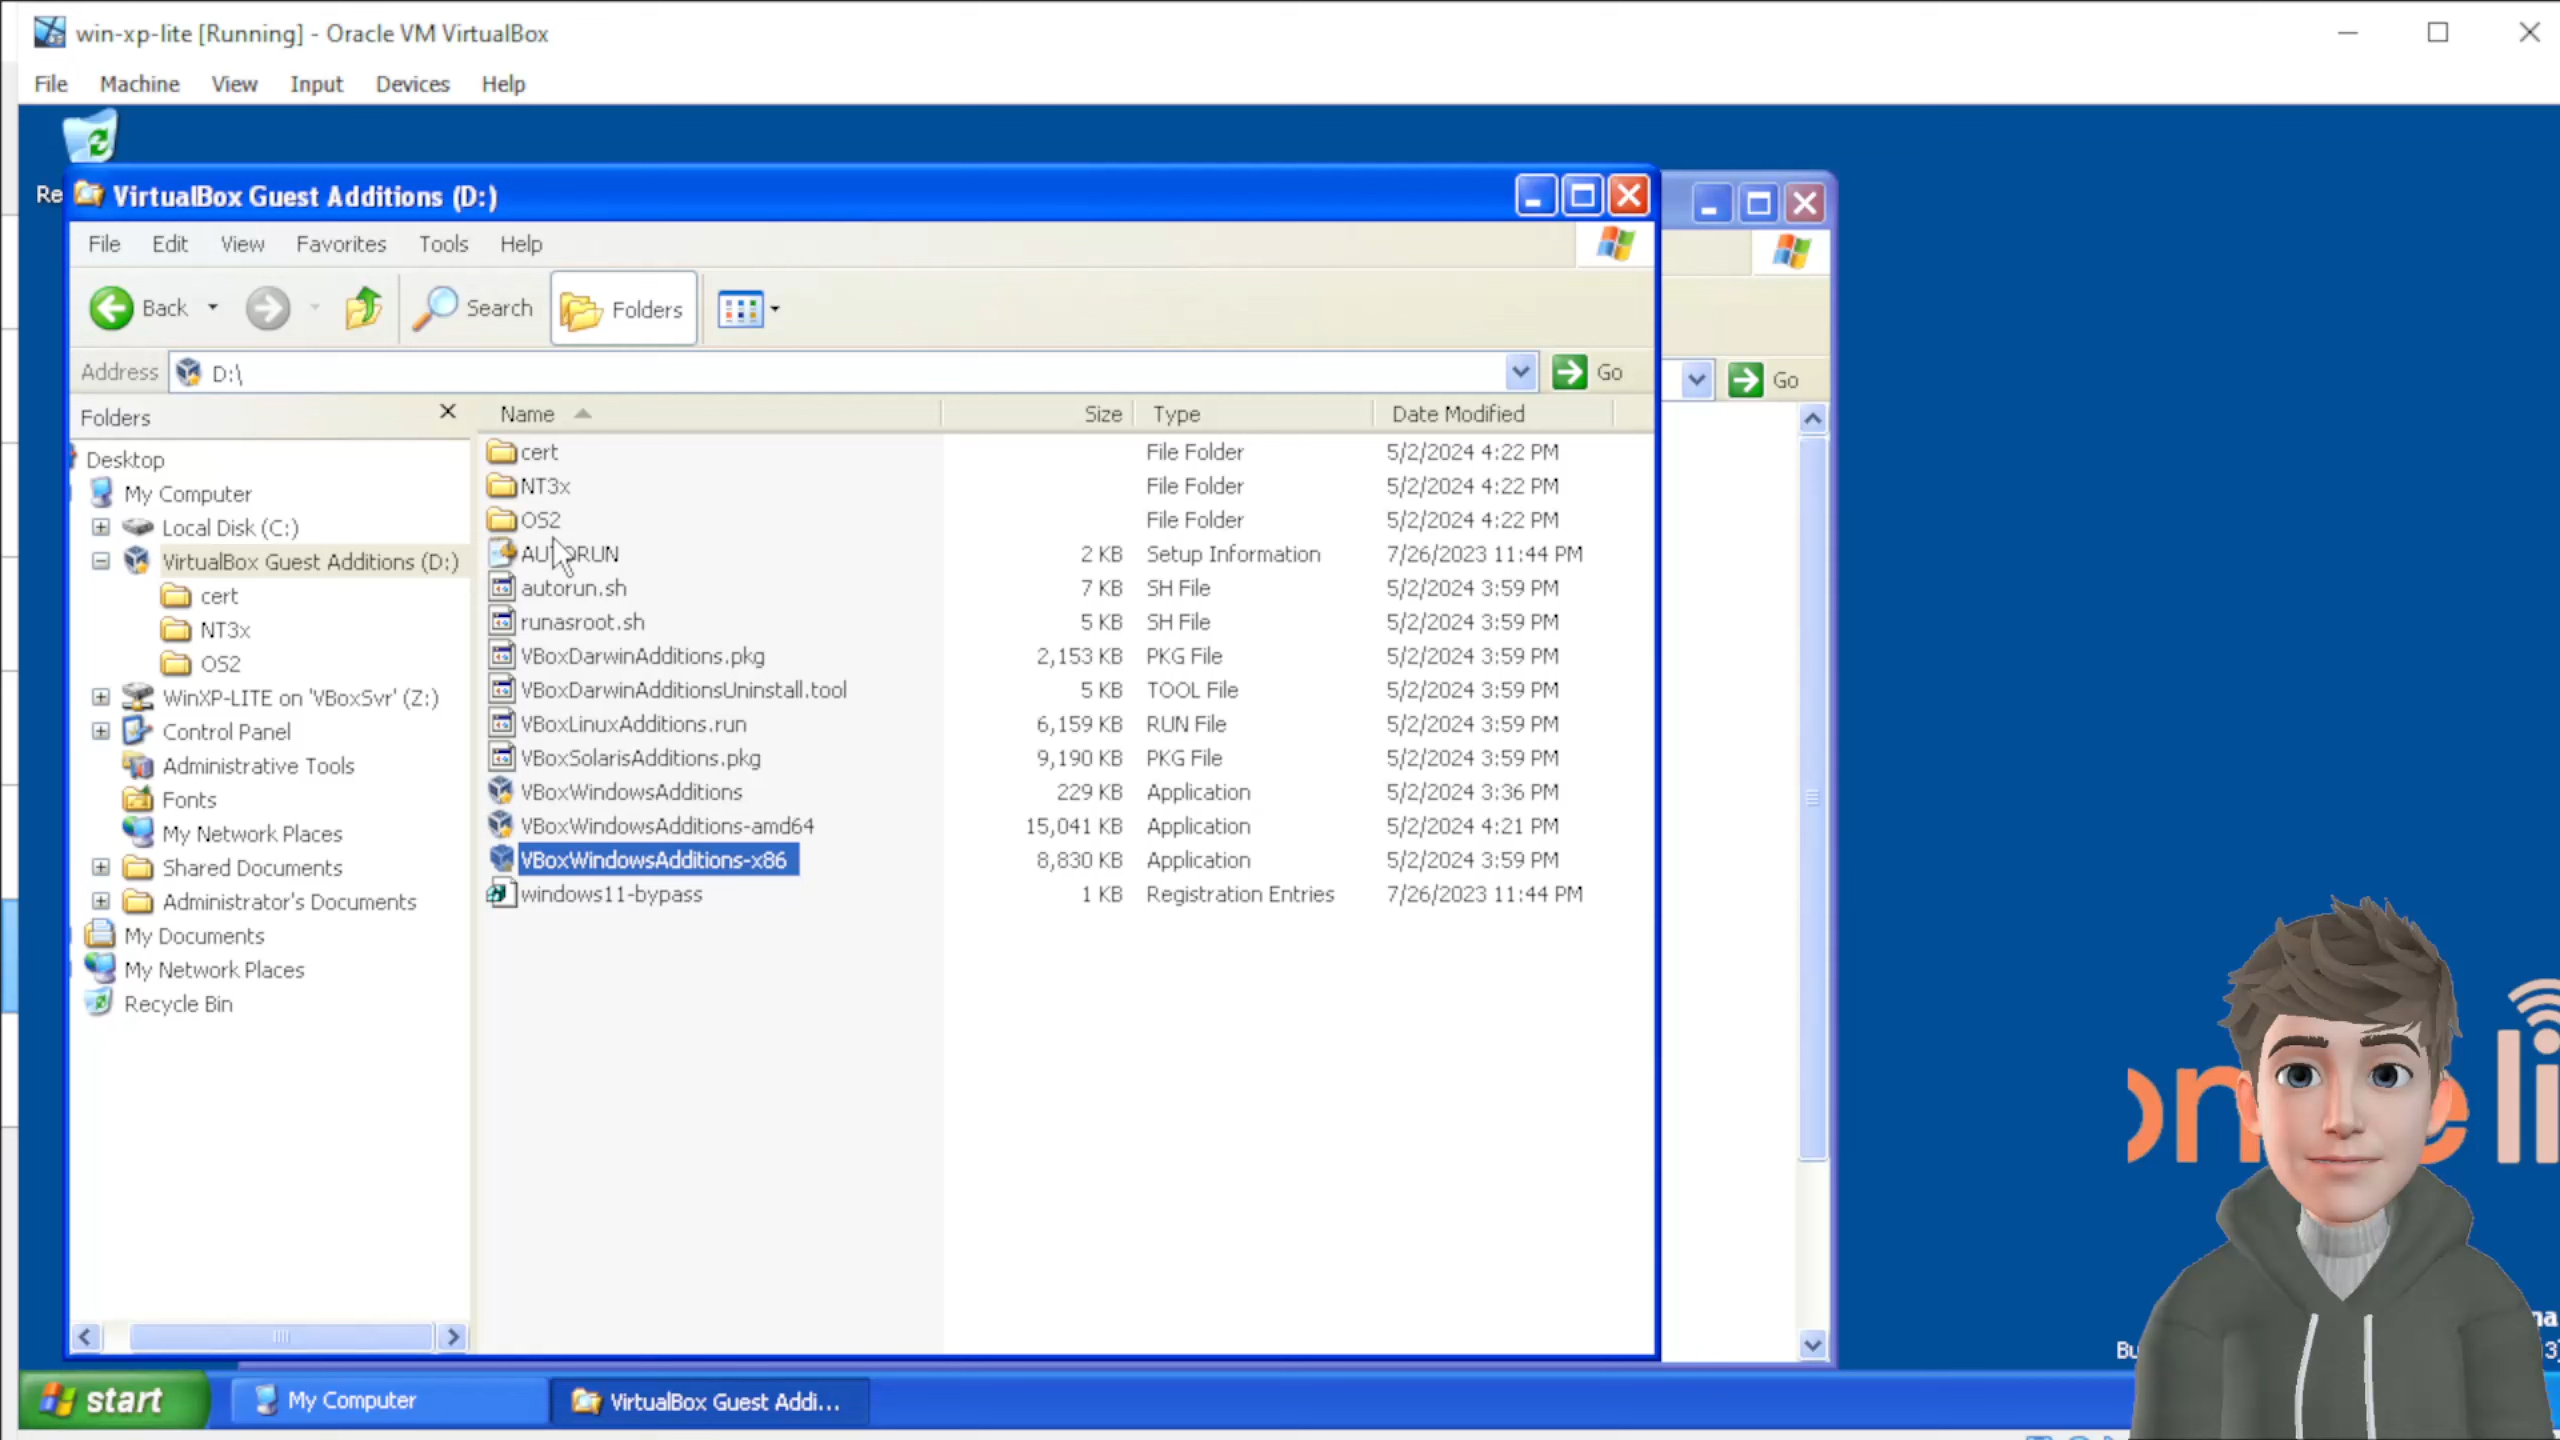 win-xp-lite [Running] - Oracle VM VirtualBox
File Machine View Input Devices Help
Re
VirtualBox Guest Additions (D:)
File Edit View Favorites Tools Help
Back Search Folders
Address D:\ Go Go
Folders Name Size Type Date Modified
Desktop
My Computer
Local Disk (C:)
VirtualBox Guest Additions (D:)
cert
NT3x
OS2
WinXP-LITE on 'VBoxSvr' (Z:)
Control Panel
Administrative Tools
Fonts
My Network Places
Shared Documents
Administrator's Documents
My Documents
My Network Places
Recycle Bin
cert File Folder 5/2/2024 4:22 PM
NT3x File Folder 5/2/2024 4:22 PM
OS2 File Folder 5/2/2024 4:22 PM
AUTORUN 2 KB Setup Information 7/26/2023 11:44 PM
autorun.sh 7 KB SH File 5/2/2024 3:59 PM
runasroot.sh 5 KB SH File 5/2/2024 3:59 PM
VBoxDarwinAdditions.pkg 2,153 KB PKG File 5/2/2024 3:59 PM
VBoxDarwinAdditionsUninstall.tool 5 KB TOOL File 5/2/2024 3:59 PM
VBoxLinuxAdditions.run 6,159 KB RUN File 5/2/2024 3:59 PM
VBoxSolarisAdditions.pkg 9,190 KB PKG File 5/2/2024 3:59 PM
VBoxWindowsAdditions 229 KB Application 5/2/2024 3:36 PM
VBoxWindowsAdditions-amd64 15,041 KB Application 5/2/2024 4:21 PM
VBoxWindowsAdditions-x86 8,830 KB Application 5/2/2024 3:59 PM
windows11-bypass 1 KB Registration Entries 7/26/2023 11:44 PM
start My Computer VirtualBox Guest Addi...